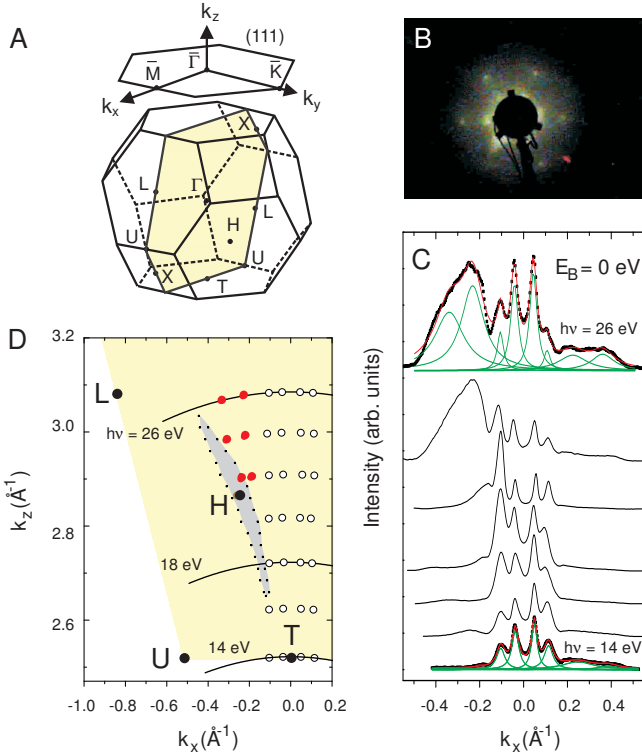 A
k_z
(111)
M̄
Γ̄
K̄
k_x
k_y
X
L
Γ
L
H
U
U
X
T
B
C
E_B = 0 eV
hν = 26 eV
Intensity (arb. units)
hν = 14 eV
-0.4 -0.2 0.0 0.2 0.4
k_x (Å⁻¹)
D
3.2
3.0
2.8
2.6
k_z (Å⁻¹)
L
hν = 26 eV
H
18 eV
14 eV
U
T
-1.0 -0.8 -0.6 -0.4 -0.2 0.0 0.2
k_x (Å⁻¹)